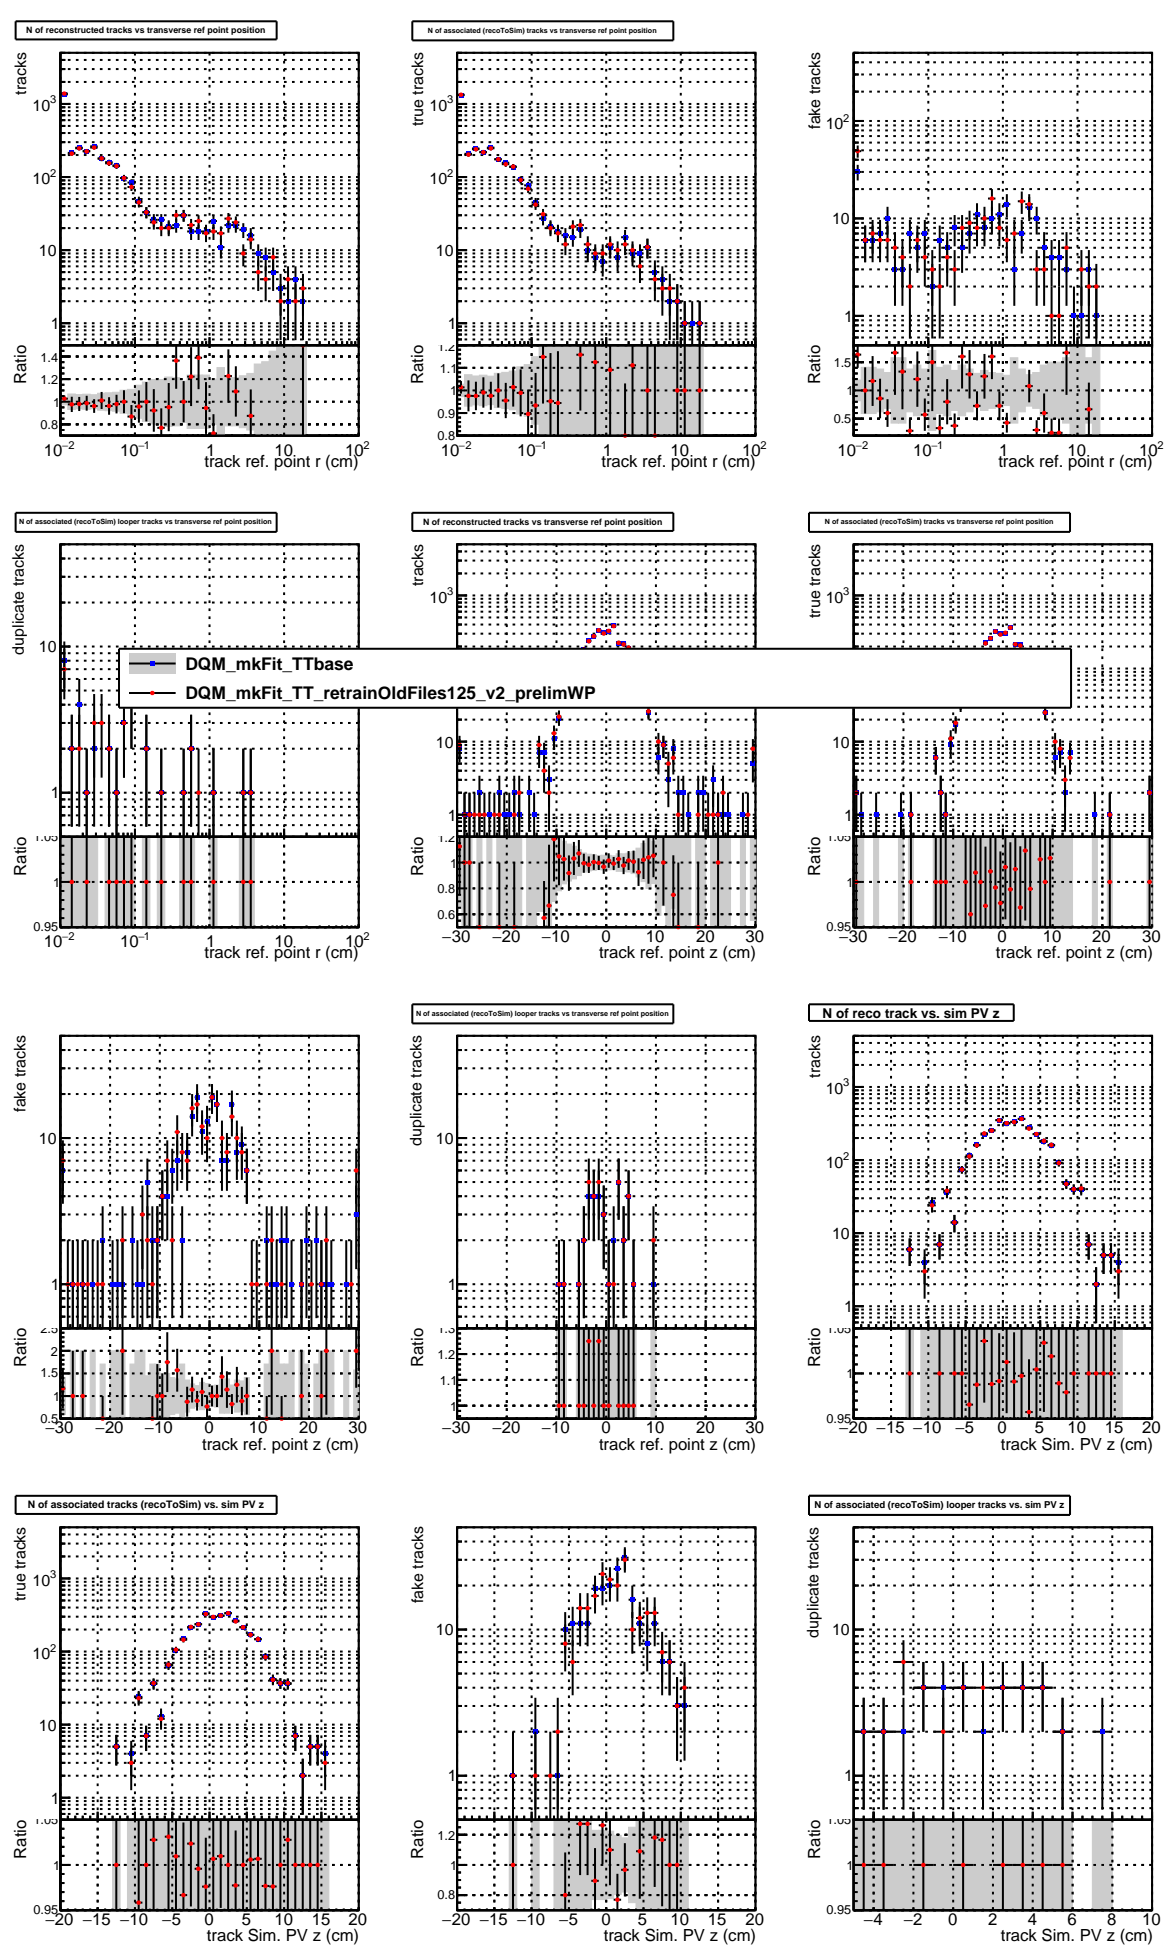 N of reconstructed tracks vs transverse ref point position
tracks
10³
10²
10
1
Ratio
1.4
1.2
1
0.8
10⁻² 10⁻¹ 1 10 10²
track ref. point r (cm)
N of associated (recoToSim) tracks vs transverse ref point position
true tracks
10³
10²
10
1
Ratio
1.2
1.1
1
0.9
0.8
10⁻² 10⁻¹ 1 10 10²
track ref. point r (cm)
fake tracks
10²
10
1
Ratio
1.5
1
0.5
10⁻² 10⁻¹ 1 10 10²
track ref. point r (cm)
N of associated (recoToSim) looper tracks vs transverse ref point position
duplicate tracks
10
1
Ratio
1.05
1
0.95
10⁻² 10⁻¹ 1 10 10²
track ref. point r (cm)
N of reconstructed tracks vs transverse ref point position
tracks
10³
10
1
Ratio
1.2
1
0.8
0.6
−30 −20 −10 0 10 20 30
track ref. point z (cm)
N of associated (recoToSim) tracks vs transverse ref point position
true tracks
10³
10
1
Ratio
1.05
1
0.95
−30 −20 −10 0 10 20 30
track ref. point z (cm)
DQM_mkFit_TTbase
DQM_mkFit_TT_retrainOldFiles125_v2_prelimWP
fake tracks
10
1
Ratio
2.5
2
1.5
1
0.5
−30 −20 −10 0 10 20 30
track ref. point z (cm)
N of associated (recoToSim) looper tracks vs transverse ref point position
duplicate tracks
10
1
Ratio
1.3
1.2
1.1
1
−30 −20 −10 0 10 20 30
track ref. point z (cm)
N of reco track vs. sim PV z
tracks
10³
10²
10
1
Ratio
1.05
1
0.95
−20 −15 −10 −5 0 5 10 15 20
track Sim. PV z (cm)
N of associated tracks (recoToSim) vs. sim PV z
true tracks
10³
10²
10
1
Ratio
1.05
1
0.95
−20 −15 −10 −5 0 5 10 15 20
track Sim. PV z (cm)
fake tracks
10
1
Ratio
1.2
1
0.8
−20 −15 −10 −5 0 5 10 15 20
track Sim. PV z (cm)
N of associated (recoToSim) looper tracks vs. sim PV z
duplicate tracks
10
1
Ratio
1.05
1
0.95
−4 −2 0 2 4 6 8 10
track Sim. PV z (cm)